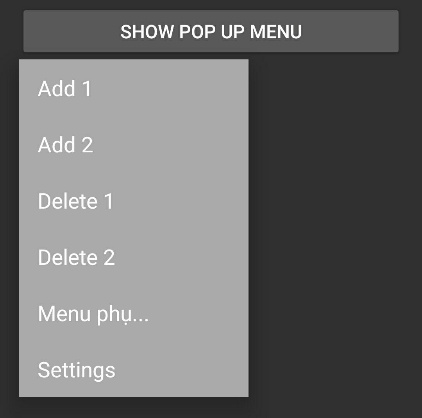 SHOW POP UP MENU
Add 1
Add 2
Delete 1
Delete 2
Menu phụ...
Settings